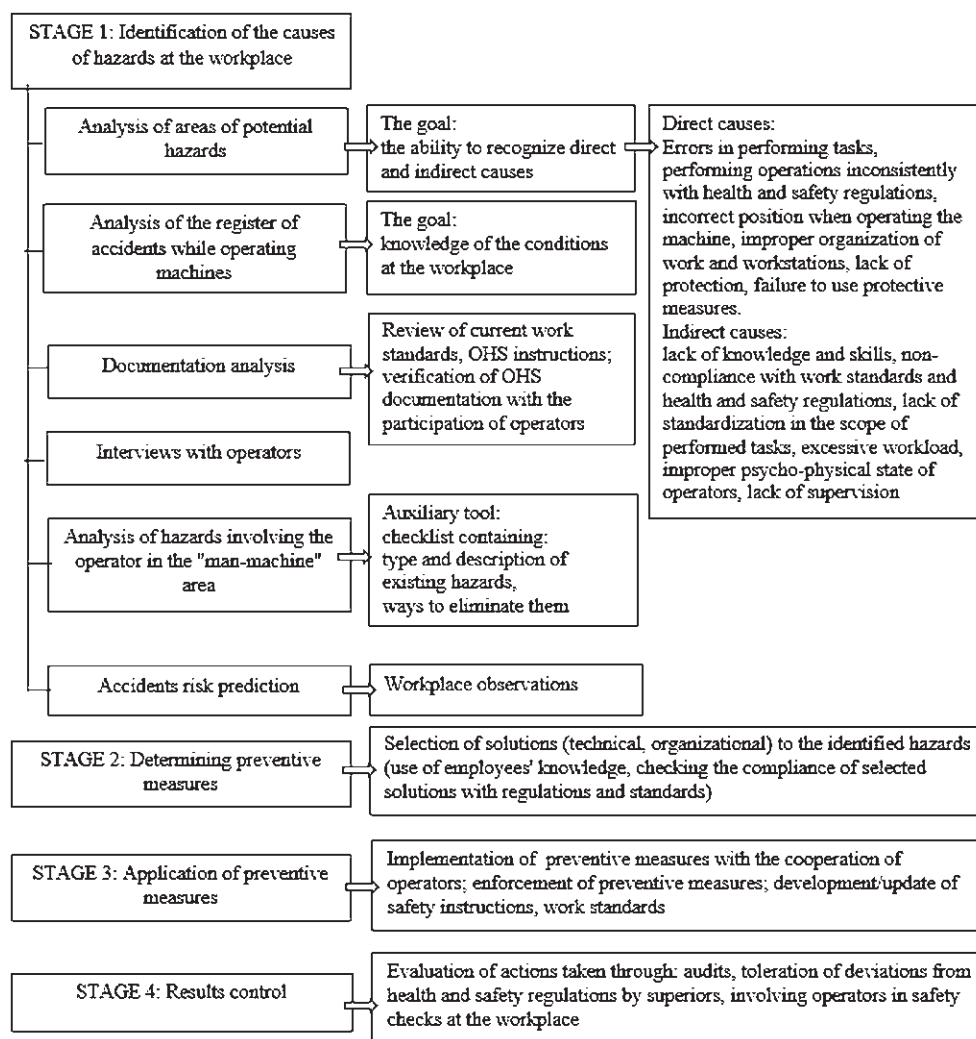 STAGE 1: Identification of the causes
of hazards at the workplace
Analysis of areas of potential
hazards
The goal:
the ability to recognize direct
and indirect causes
Direct causes:
Errors in performing tasks,
performing operations inconsistently
with health and safety regulations,
incorrect position when operating the
machine, improper organization of
work and workstations, lack of
protection, failure to use protective
measures.
Indirect causes:
lack of knowledge and skills, non-
compliance with work standards and
health and safety regulations, lack of
standardization in the scope of
performed tasks, excessive workload,
improper psycho-physical state of
operators, lack of supervision
Analysis of the register of
accidents while operating
machines
The goal:
knowledge of the conditions
at the workplace
Documentation analysis
Review of current work
standards, OHS instructions;
verification of OHS
documentation with the
participation of operators
Interviews with operators
Analysis of hazards involving the
operator in the "man-machine"
area
Auxiliary tool:
checklist containing:
type and description of
existing hazards,
ways to eliminate them
Accidents risk prediction
Workplace observations
STAGE 2: Determining preventive
measures
Selection of solutions (technical, organizational) to the identified hazards
(use of employees' knowledge, checking the compliance of selected
solutions with regulations and standards)
STAGE 3: Application of preventive
measures
Implementation of preventive measures with the cooperation of
operators; enforcement of preventive measures; development/update of
safety instructions, work standards
STAGE 4: Results control
Evaluation of actions taken through: audits, toleration of deviations from
health and safety regulations by superiors, involving operators in safety
checks at the workplace